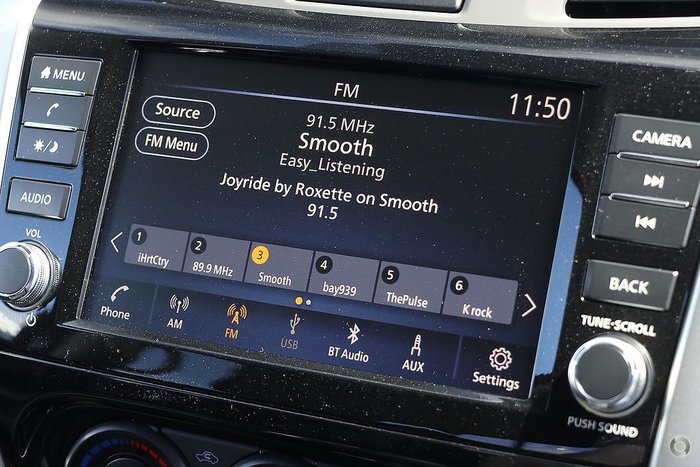 MENU
AUDIO
VOL
FM
11:50
Source
FM Menu
91.5 MHz
Smooth
Easy_Listening
Joyride by Roxette on Smooth
91.5
1
iHrtCtry
2
89.9 MHz
3
Smooth
4
bay939
5
ThePulse
6
K rock
Phone
AM
FM
USB
BT Audio
AUX
Settings
CAMERA
BACK
TUNE·SCROLL
PUSH SOUND